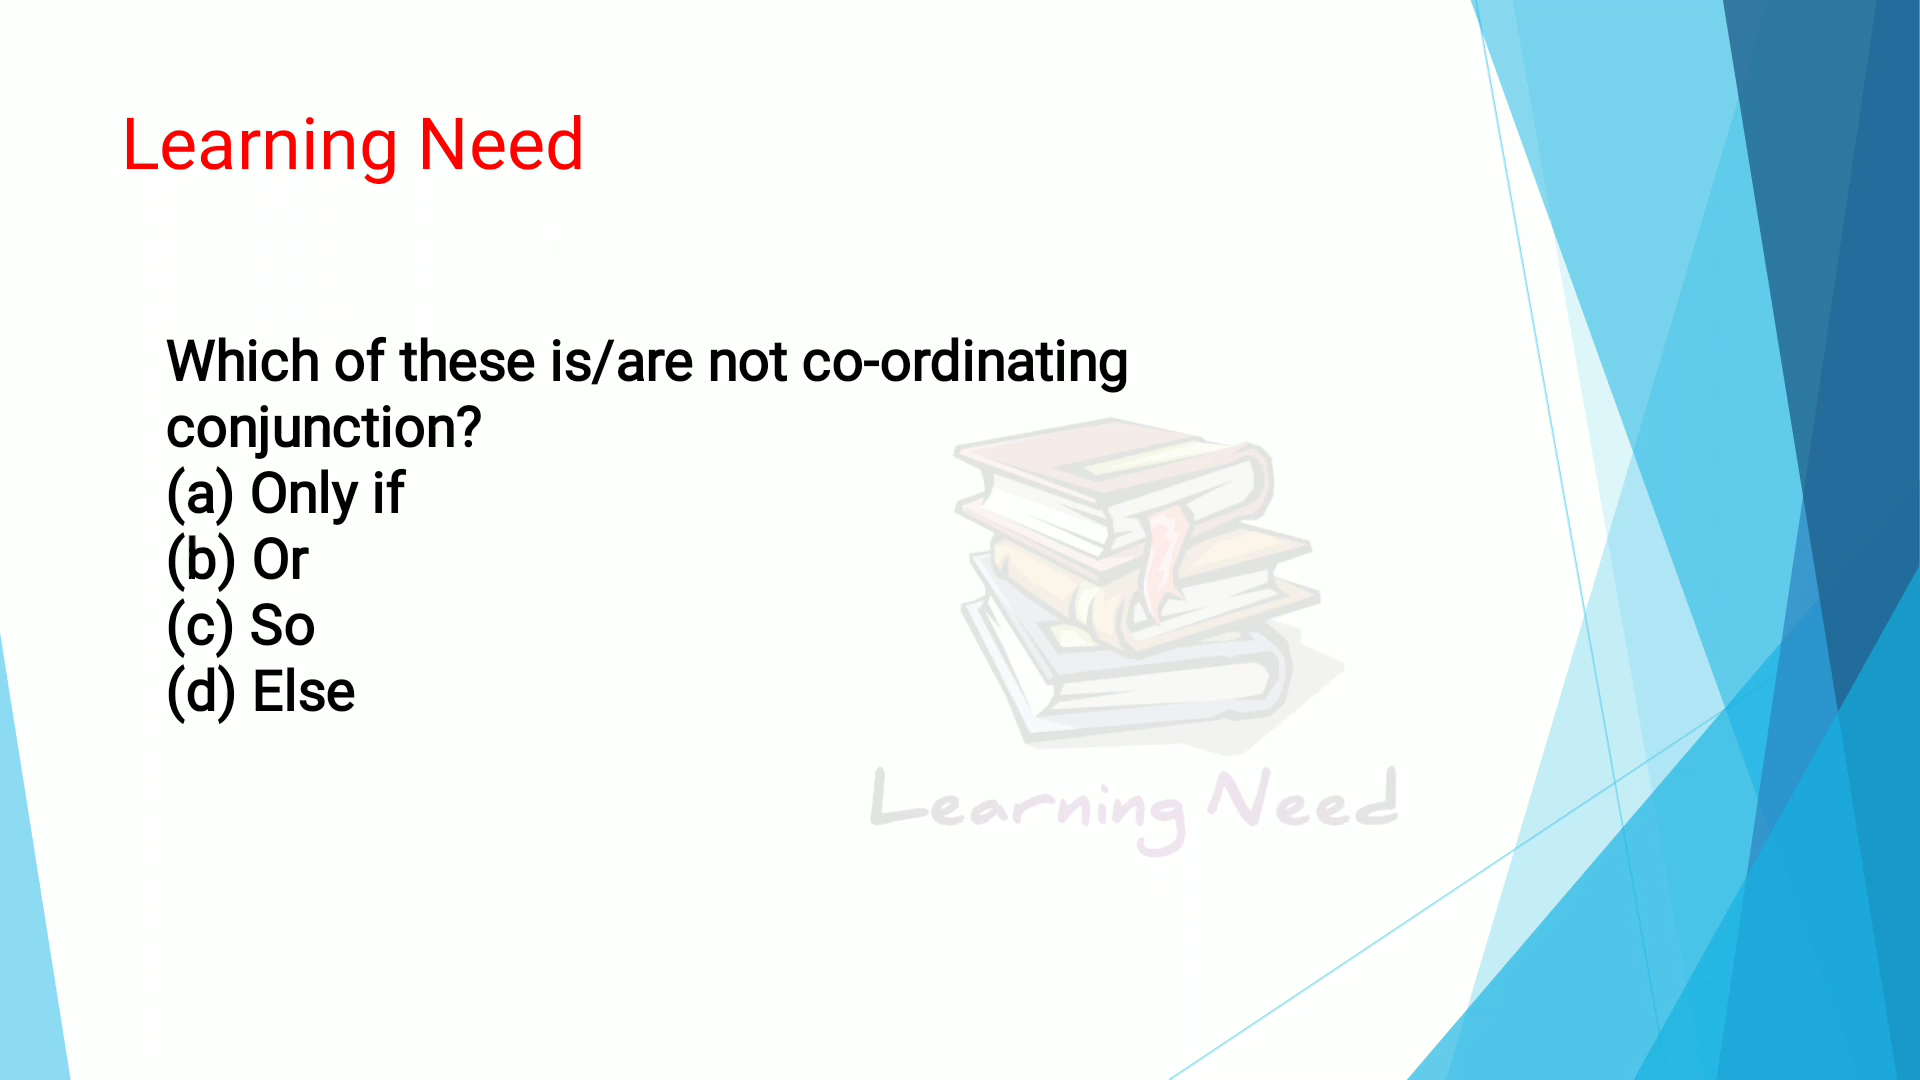 Learning Need
Which of these is/are not co-ordinating
conjunction?
(a) Only if
(b) Or
(c) So
(d) Else
Learning Need